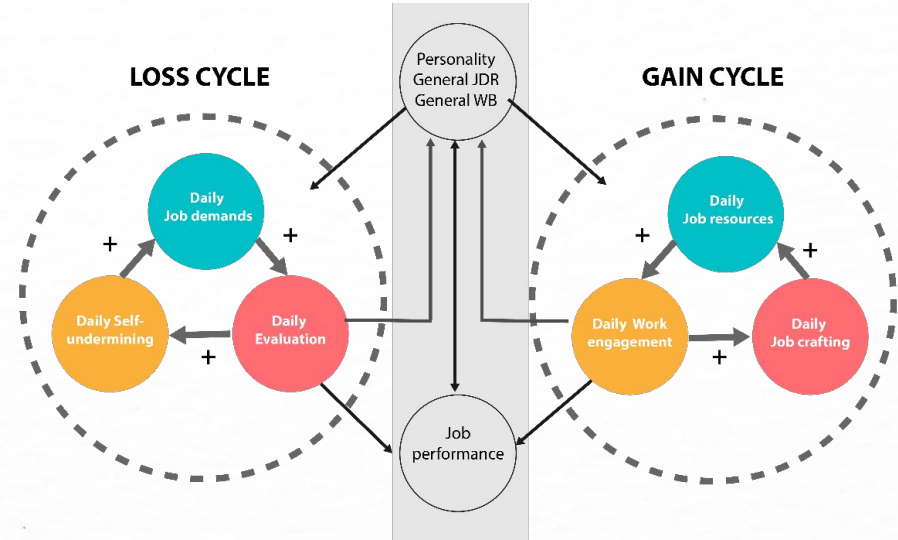 LOSS CYCLE
Personality
General JDR
General WB
GAIN CYCLE
Daily
Job demands
+
+
Daily Self-
undermining
+
Daily
Evaluation
Daily
Job resources
+
+
Daily Work
engagement
+
Daily
Job crafting
Job
performance